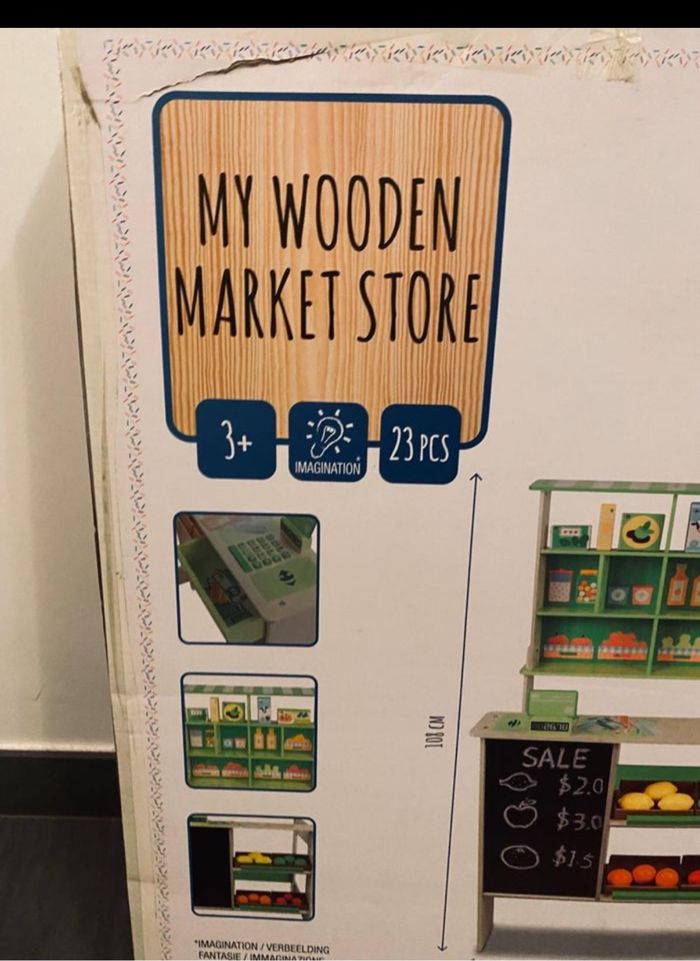 MY WOODEN
MARKET STORE
3+
IMAGINATION*
23 PCS
108 CM
SALE
$2.0
$3.0
$1.5
*IMAGINATION / VERBEELDING
FANTASIE / IMMAGINAZIONE